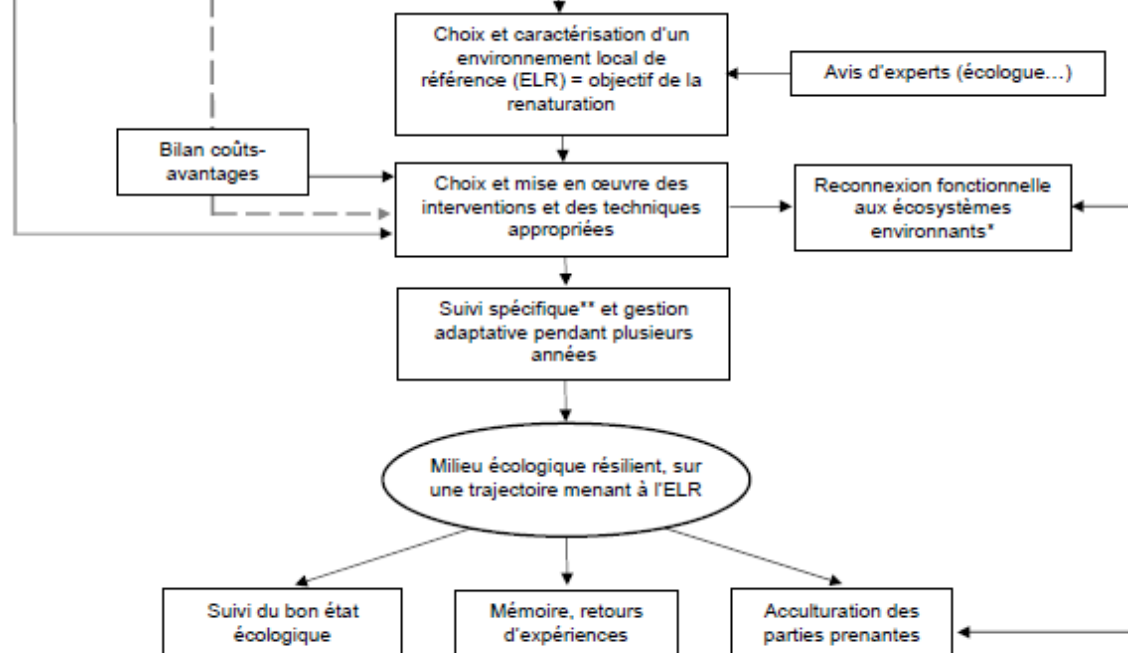 Choix et caractérisation d'un
environnement local de
référence (ELR) = objectif de la
renaturation
Avis d'experts (écologue…)
Bilan coûts-
avantages
Choix et mise en œuvre des
interventions et des techniques
appropriées
Reconnexion fonctionnelle
aux écosystèmes
environnants*
Suivi spécifique** et gestion
adaptative pendant plusieurs
années
Milieu écologique résilient, sur
une trajectoire menant à l'ELR
Suivi du bon état
écologique
Mémoire, retours
d'expériences
Acculturation des
parties prenantes